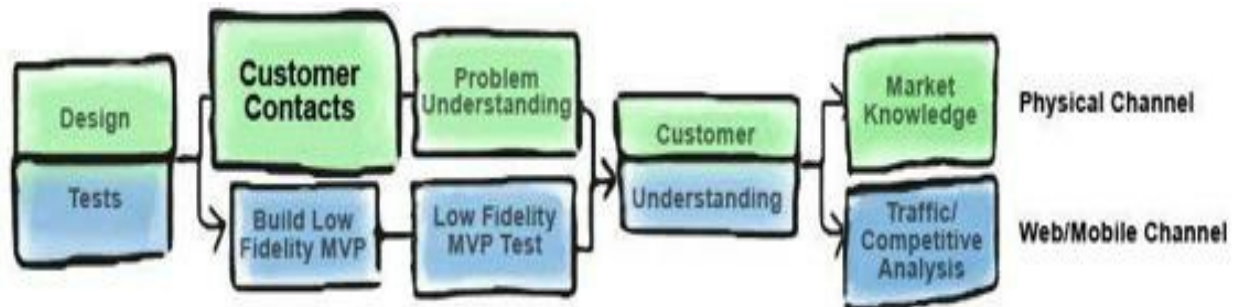 Design
Tests
Customer
Contacts
Problem
Understanding
Build Low
Fidelity MVP
Low Fidelity
MVP Test
Customer
Understanding
Market
Knowledge
Physical Channel
Traffic/
Competitive
Analysis
Web/Mobile Channel